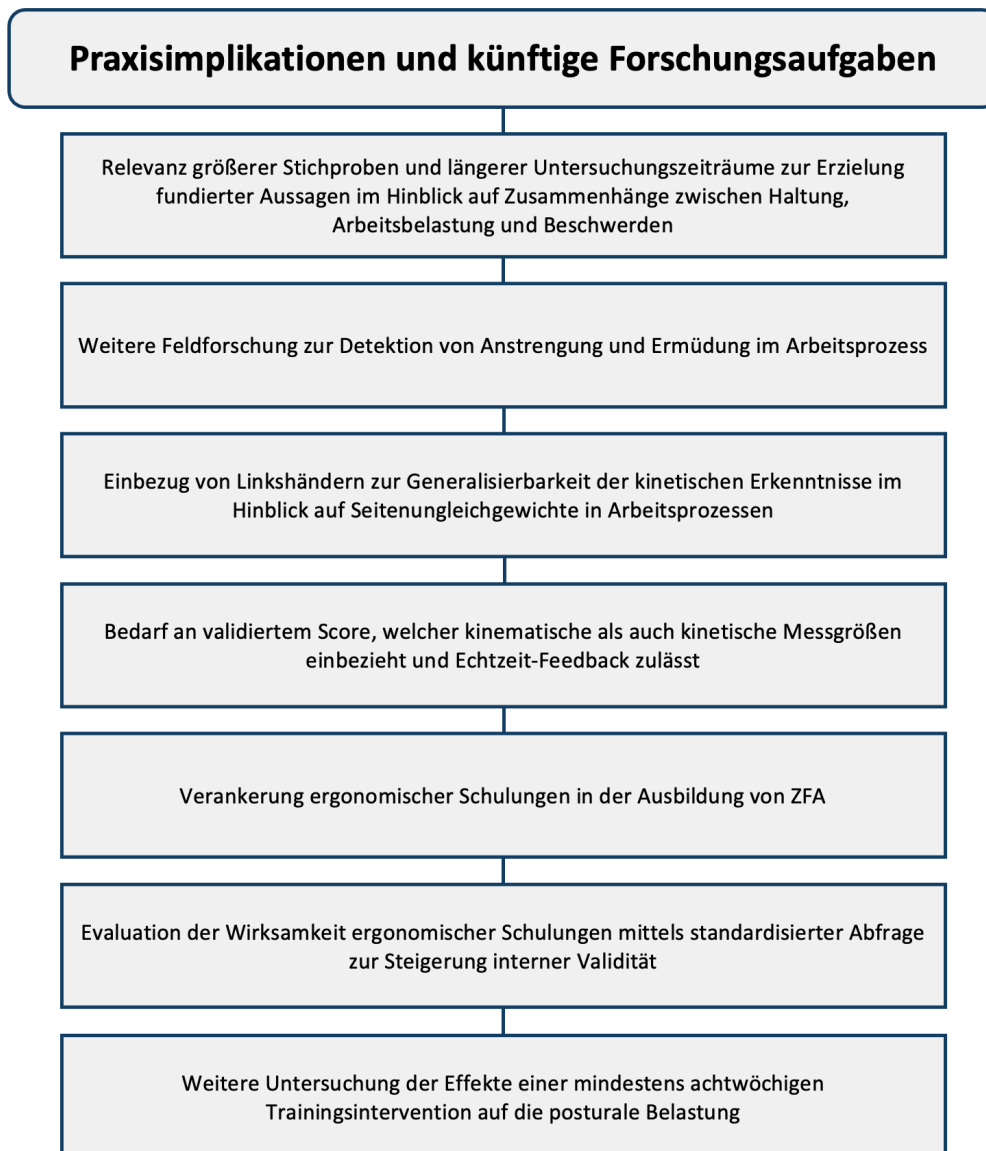 Praxisimplikationen und künftige Forschungsaufgaben
Relevanz größerer Stichproben und längerer Untersuchungszeiträume zur Erzielung
fundierter Aussagen im Hinblick auf Zusammenhänge zwischen Haltung,
Arbeitsbelastung und Beschwerden
Weitere Feldforschung zur Detektion von Anstrengung und Ermüdung im Arbeitsprozess
Einbezug von Linkshändern zur Generalisierbarkeit der kinetischen Erkenntnisse im
Hinblick auf Seitenungleichgewichte in Arbeitsprozessen
Bedarf an validiertem Score, welcher kinematische als auch kinetische Messgrößen
einbezieht und Echtzeit-Feedback zulässt
Verankerung ergonomischer Schulungen in der Ausbildung von ZFA
Evaluation der Wirksamkeit ergonomischer Schulungen mittels standardisierter Abfrage
zur Steigerung interner Validität
Weitere Untersuchung der Effekte einer mindestens achtwöchigen
Trainingsintervention auf die posturale Belastung